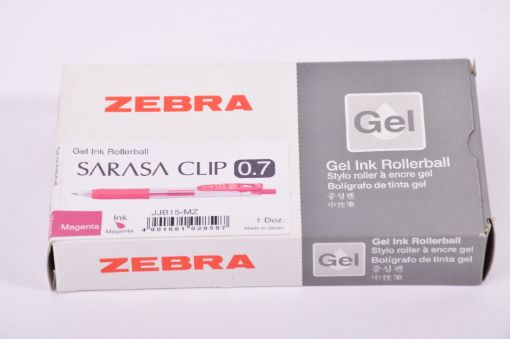 ZEBRA
Gel Ink Rollerball
SARASA CLIP 0.7
Magenta
Ink
Magenta
JJB15-MZ
4 901681 028597
1 Doz.
Made in Japan
ZEBRA
Gel
Gel Ink Rollerball
Stylo roller à encre gel
Bolígrafo de tinta gel
중성펜
中性筆
Gel
Gel Ink Rollerball
Stylo roller à encre gel
Bolígrafo de tinta gel
중성펜
中性筆